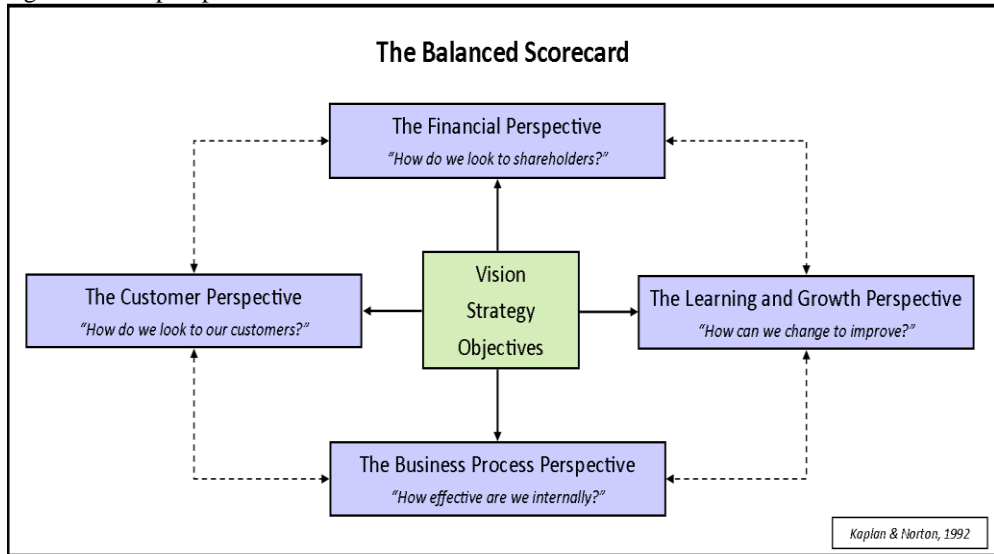 The Balanced Scorecard
The Financial Perspective
"How do we look to shareholders?"
Vision
Strategy
Objectives
The Customer Perspective
"How do we look to our customers?"
The Learning and Growth Perspective
"How can we change to improve?"
The Business Process Perspective
"How effective are we internally?"
Kaplan & Norton, 1992